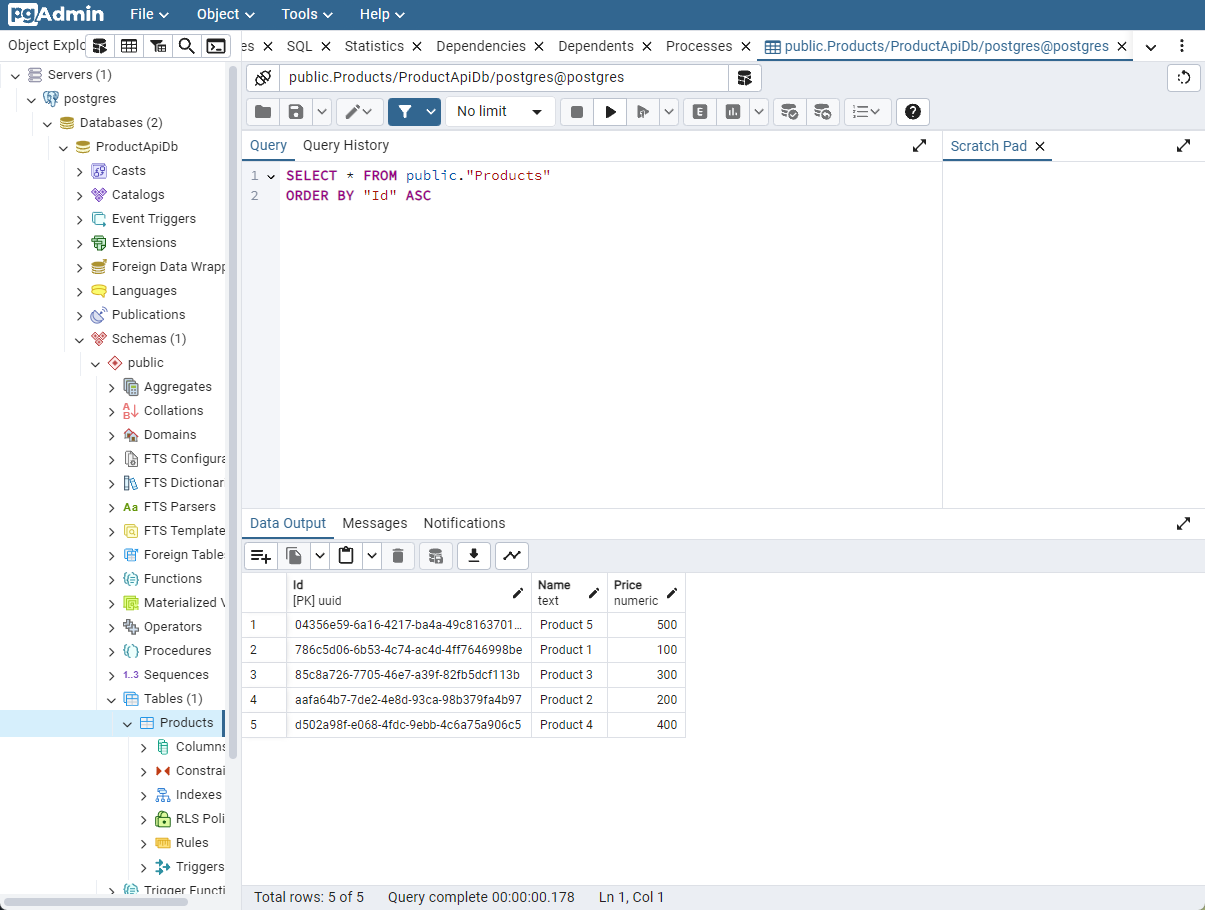 pgAdmin File Object Tools Help
Object Explo
es SQL Statistics Dependencies Dependents Processes public.Products/ProductApiDb/postgres@postgres
Servers (1)
postgres
Databases (2)
ProductApiDb
Casts
Catalogs
Event Triggers
Extensions
Foreign Data Wrapp
Languages
Publications
Schemas (1)
public
Aggregates
Collations
Domains
FTS Configura
FTS Dictionar
Aa FTS Parsers
FTS Template
Foreign Table
Functions
Materialized V
Operators
Procedures
1..3 Sequences
Tables (1)
Products
Columns
Constrai
Indexes
RLS Poli
Rules
Triggers
Trigger Functi
public.Products/ProductApiDb/postgres@postgres
No limit E
Query Query History
1 SELECT * FROM public."Products"
2 ORDER BY "Id" ASC
Scratch Pad
Data Output Messages Notifications
Id Name Price
[PK] uuid text numeric
1 04356e59-6a16-4217-ba4a-49c8163701... Product 5 500
2 786c5d06-6b53-4c74-ac4d-4ff7646998be Product 1 100
3 85c8a726-7705-46e7-a39f-82fb5dcf113b Product 3 300
4 aafa64b7-7de2-4e8d-93ca-98b379fa4b97 Product 2 200
5 d502a98f-e068-4fdc-9ebb-4c6a75a906c5 Product 4 400
Total rows: 5 of 5 Query complete 00:00:00.178 Ln 1, Col 1